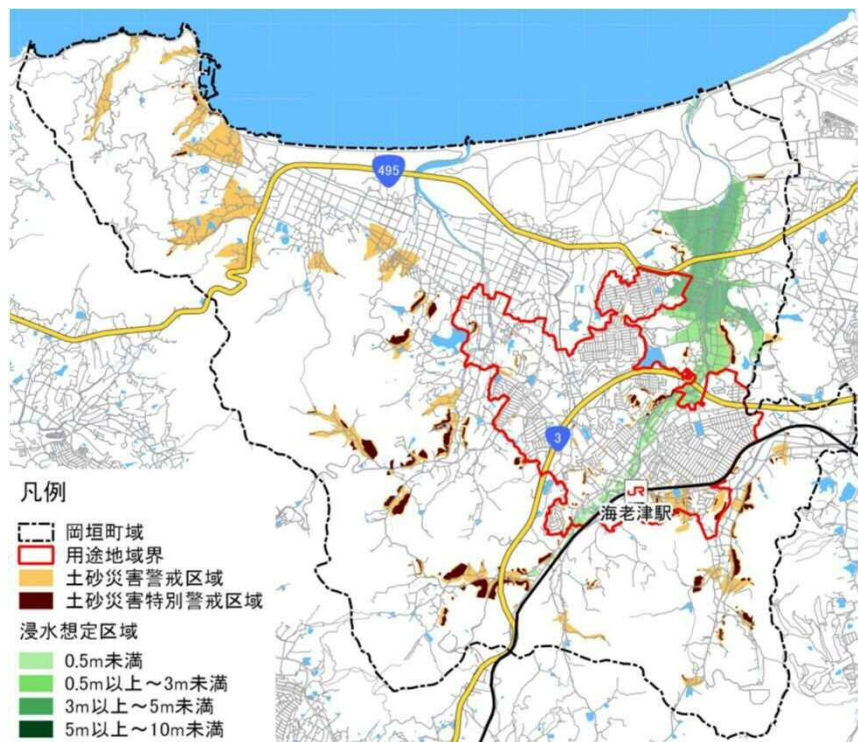 495
3
JR
海老津駅
凡例
岡垣町域
用途地域界
土砂災害警戒区域
土砂災害特別警戒区域
浸水想定区域
0.5m未満
0.5m以上～3m未満
3m以上～5m未満
5m以上～10m未満